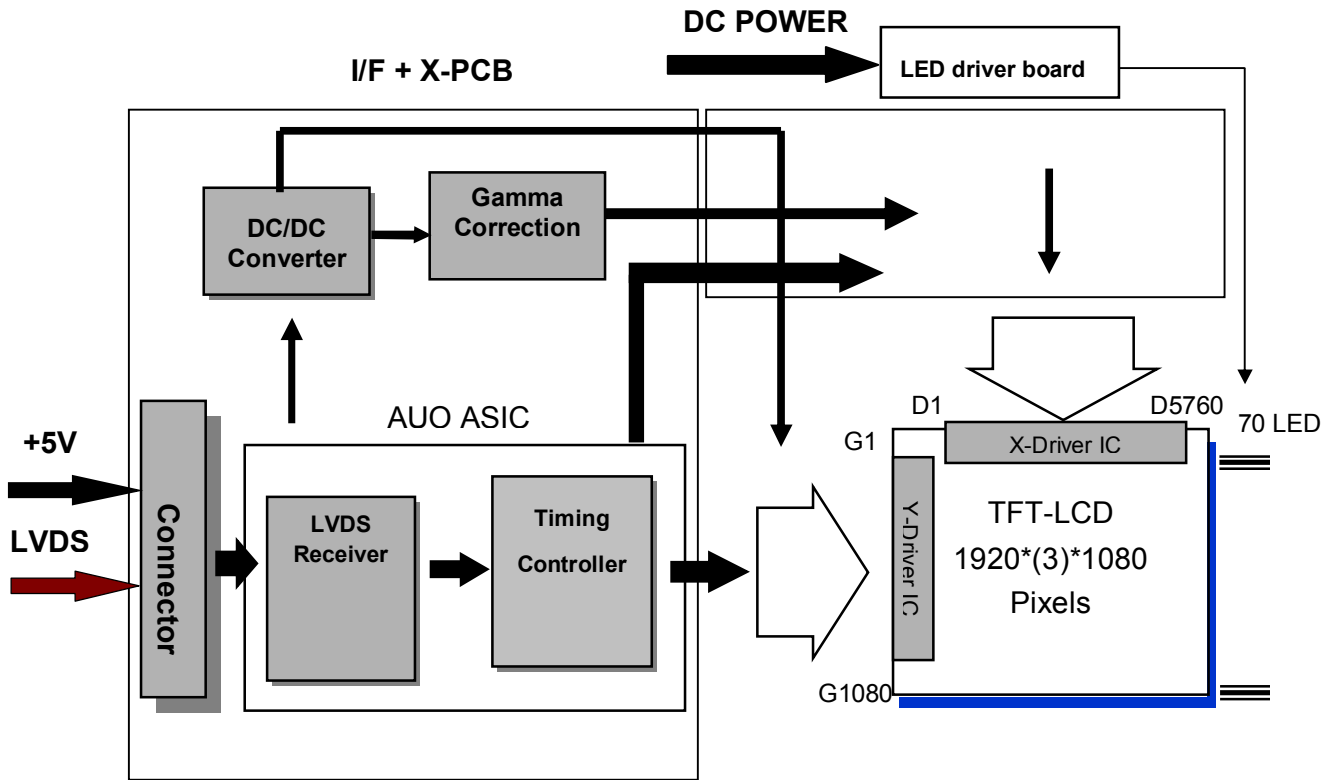 DC POWER
LED driver board
I/F + X-PCB
Gamma
Correction
DC/DC
Converter
AUO ASIC
D1
D5760
70 LED
+5V
G1
X-Driver IC
Connector
LVDS
LVDS
Receiver
Timing
Controller
Y-Driver IC
TFT-LCD
1920*(3)*1080
Pixels
G1080